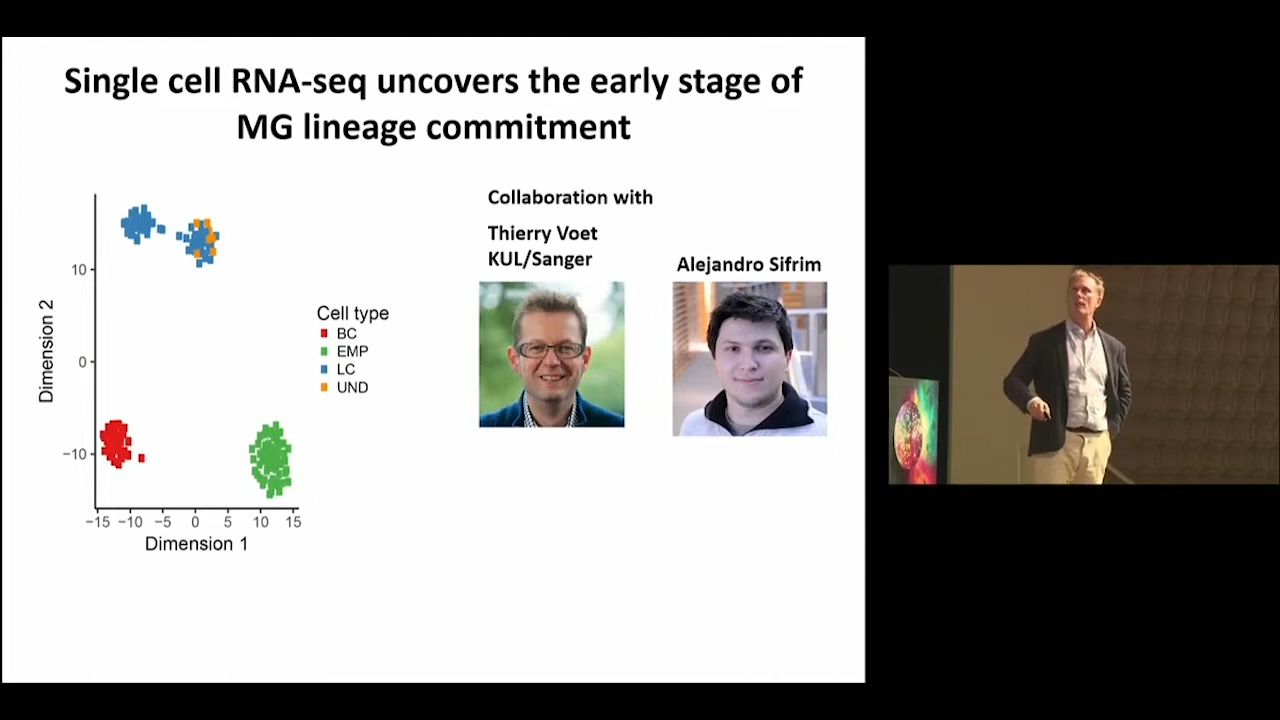 Single cell RNA-seq uncovers the early stage of
MG lineage commitment
Collaboration with
Thierry Voet
KUL/Sanger
Alejandro Sifrim
Dimension 2
10
0
−10
−15 −10 −5 0 5 10 15
Dimension 1
Cell type
BC
EMP
LC
UND